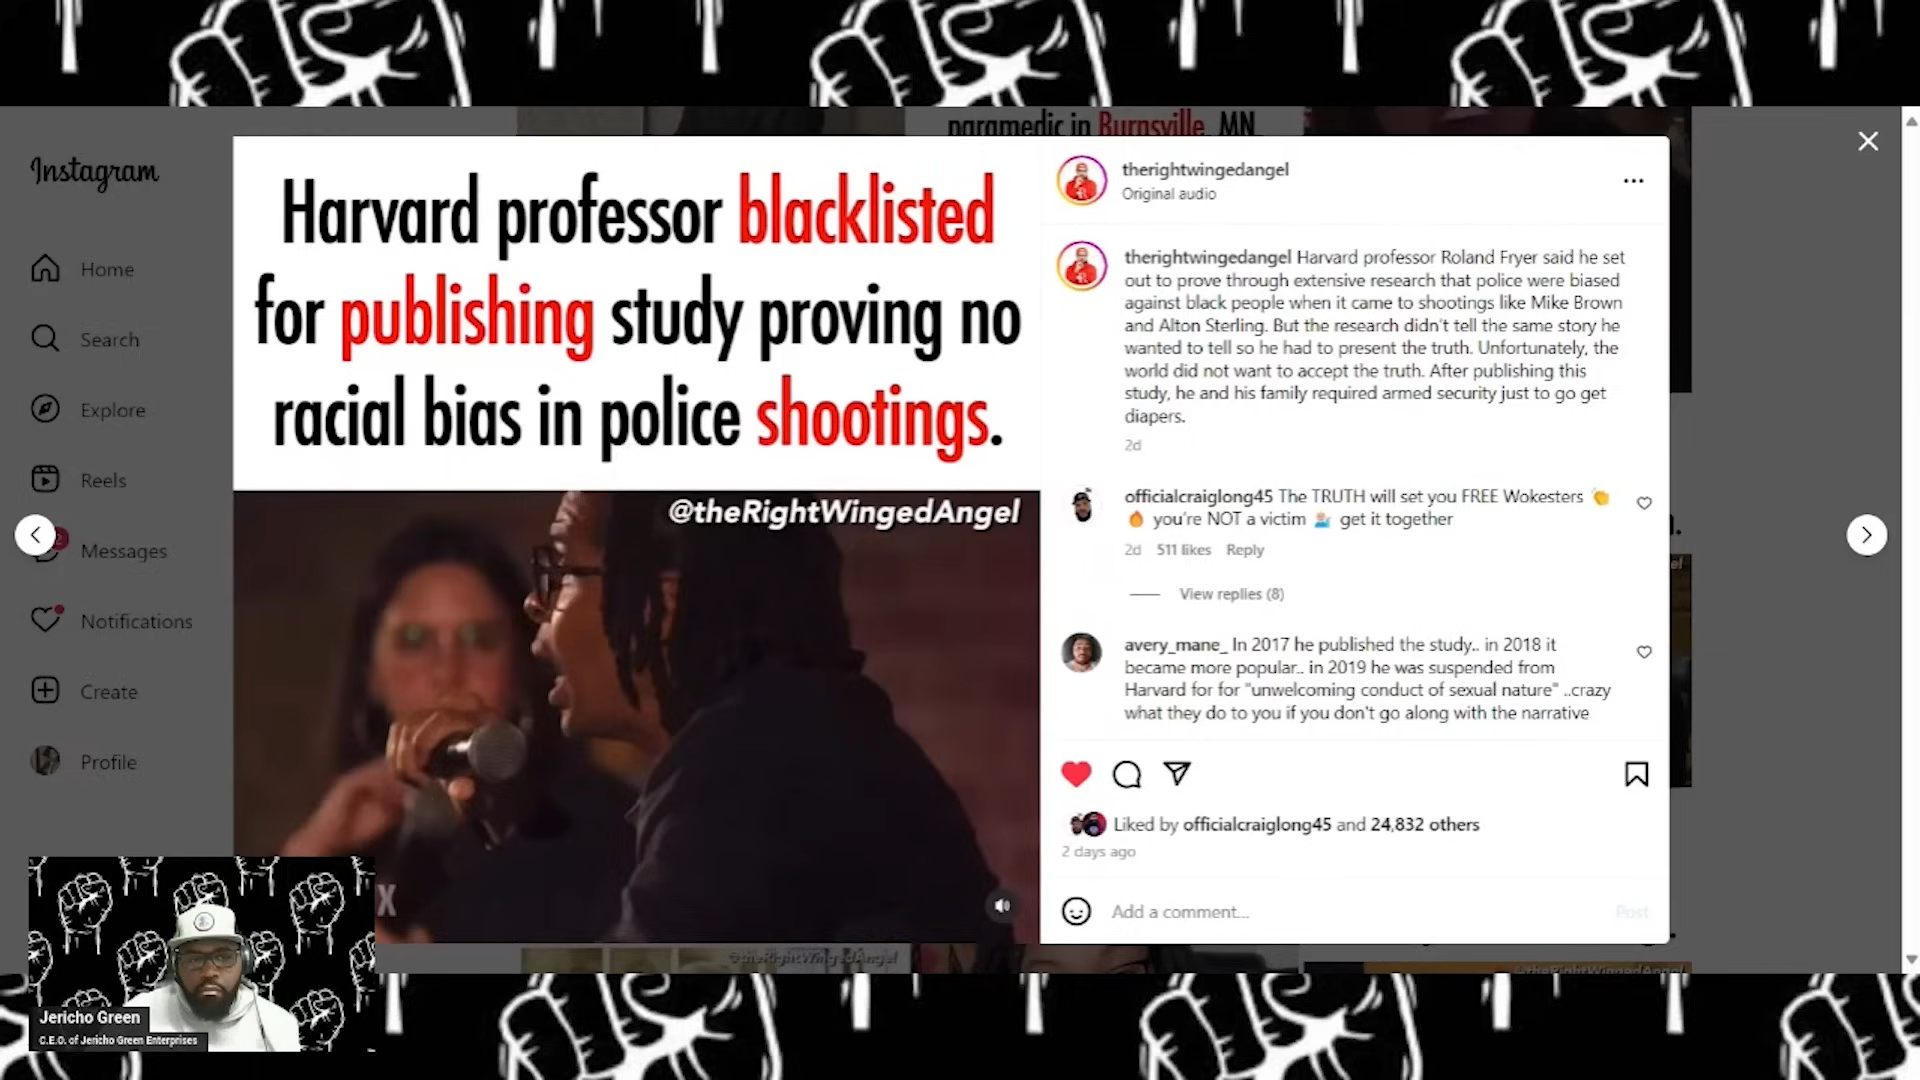 paramedic in Burnsville, MN
Instagram
Home
Search
Explore
Reels
2
Messages
Notifications
Create
Profile
Harvard professor blacklisted
for publishing study proving no
racial bias in police shootings.
@theRightWingedAngel
X
therightwingedangel
Original audio
therightwingedangel Harvard professor Roland Fryer said he set
out to prove through extensive research that police were biased
against black people when it came to shootings like Mike Brown
and Alton Sterling. But the research didn't tell the same story he
wanted to tell so he had to present the truth. Unfortunately, the
world did not want to accept the truth. After publishing this
study, he and his family required armed security just to go get
diapers.
2d
officialcraiglong45 The TRUTH will set you FREE Wokesters 👏
🔥 you're NOT a victim 💁 get it together
2d 511 likes Reply
View replies (8)
avery_mane_ In 2017 he published the study.. in 2018 it
became more popular.. in 2019 he was suspended from
Harvard for for "unwelcoming conduct of sexual nature" ..crazy
what they do to you if you don't go along with the narrative
Liked by officialcraiglong45 and 24,832 others
2 days ago
Add a comment...
Post
@theRightWingedAngel
@theRightWingedAngel
Jericho Green
C.E.O. of Jericho Green Enterprises